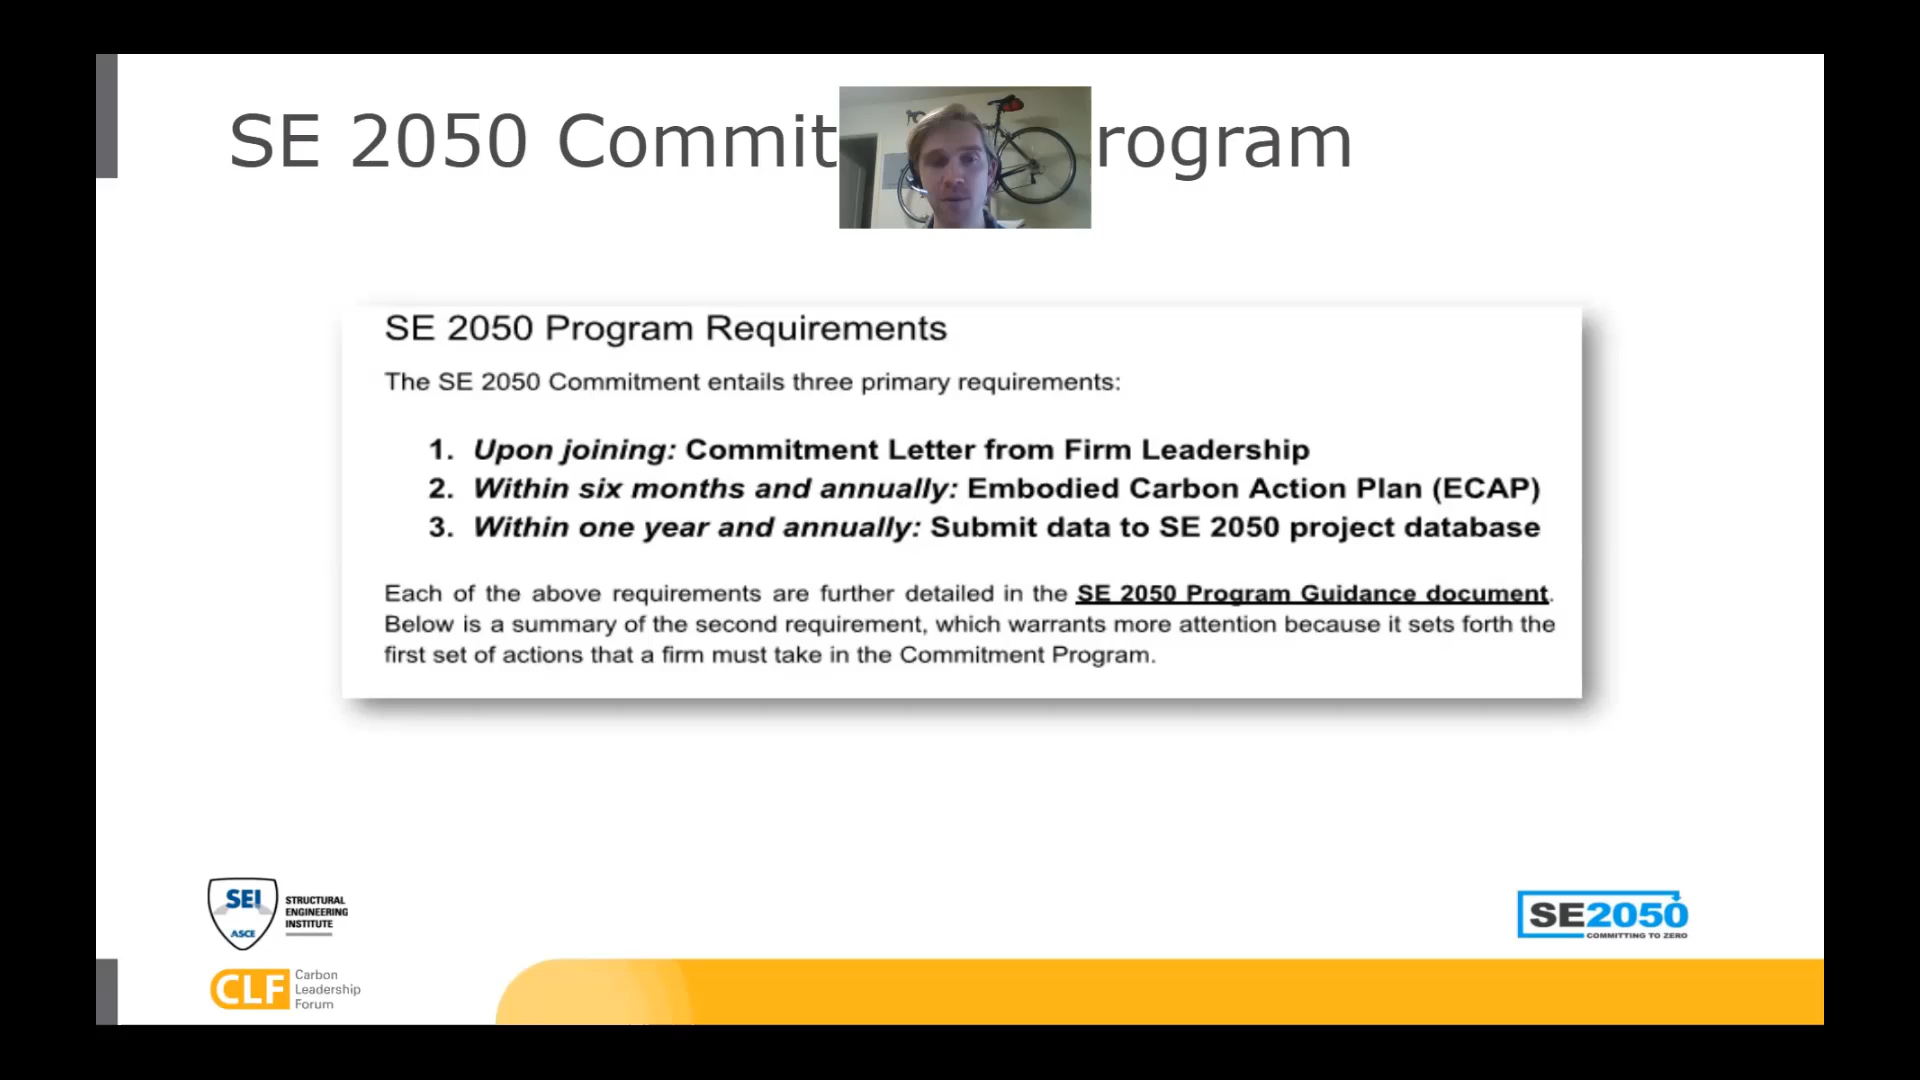 SE 2050 Commit rogram
SE 2050 Program Requirements
The SE 2050 Commitment entails three primary requirements:
1. Upon joining: Commitment Letter from Firm Leadership
2. Within six months and annually: Embodied Carbon Action Plan (ECAP)
3. Within one year and annually: Submit data to SE 2050 project database
Each of the above requirements are further detailed in the SE 2050 Program Guidance document.
Below is a summary of the second requirement, which warrants more attention because it sets forth the
first set of actions that a firm must take in the Commitment Program.
SEI
ASCE
STRUCTURAL
ENGINEERING
INSTITUTE
SE2050
COMMITTING TO ZERO
CLF
Carbon
Leadership
Forum